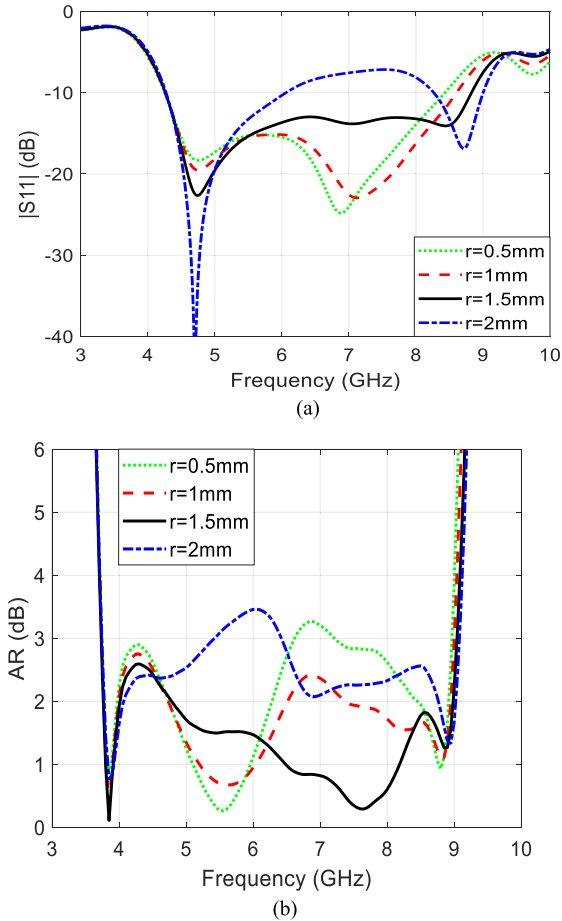 0
-10
-20
-30
-40
|S11| (dB)
r=0.5mm
r=1mm
r=1.5mm
r=2mm
3 4 5 6 7 8 9 10
Frequency (GHz)
(a)
6
5
4
3
2
1
0
AR (dB)
r=0.5mm
r=1mm
r=1.5mm
r=2mm
3 4 5 6 7 8 9 10
Frequency (GHz)
(b)